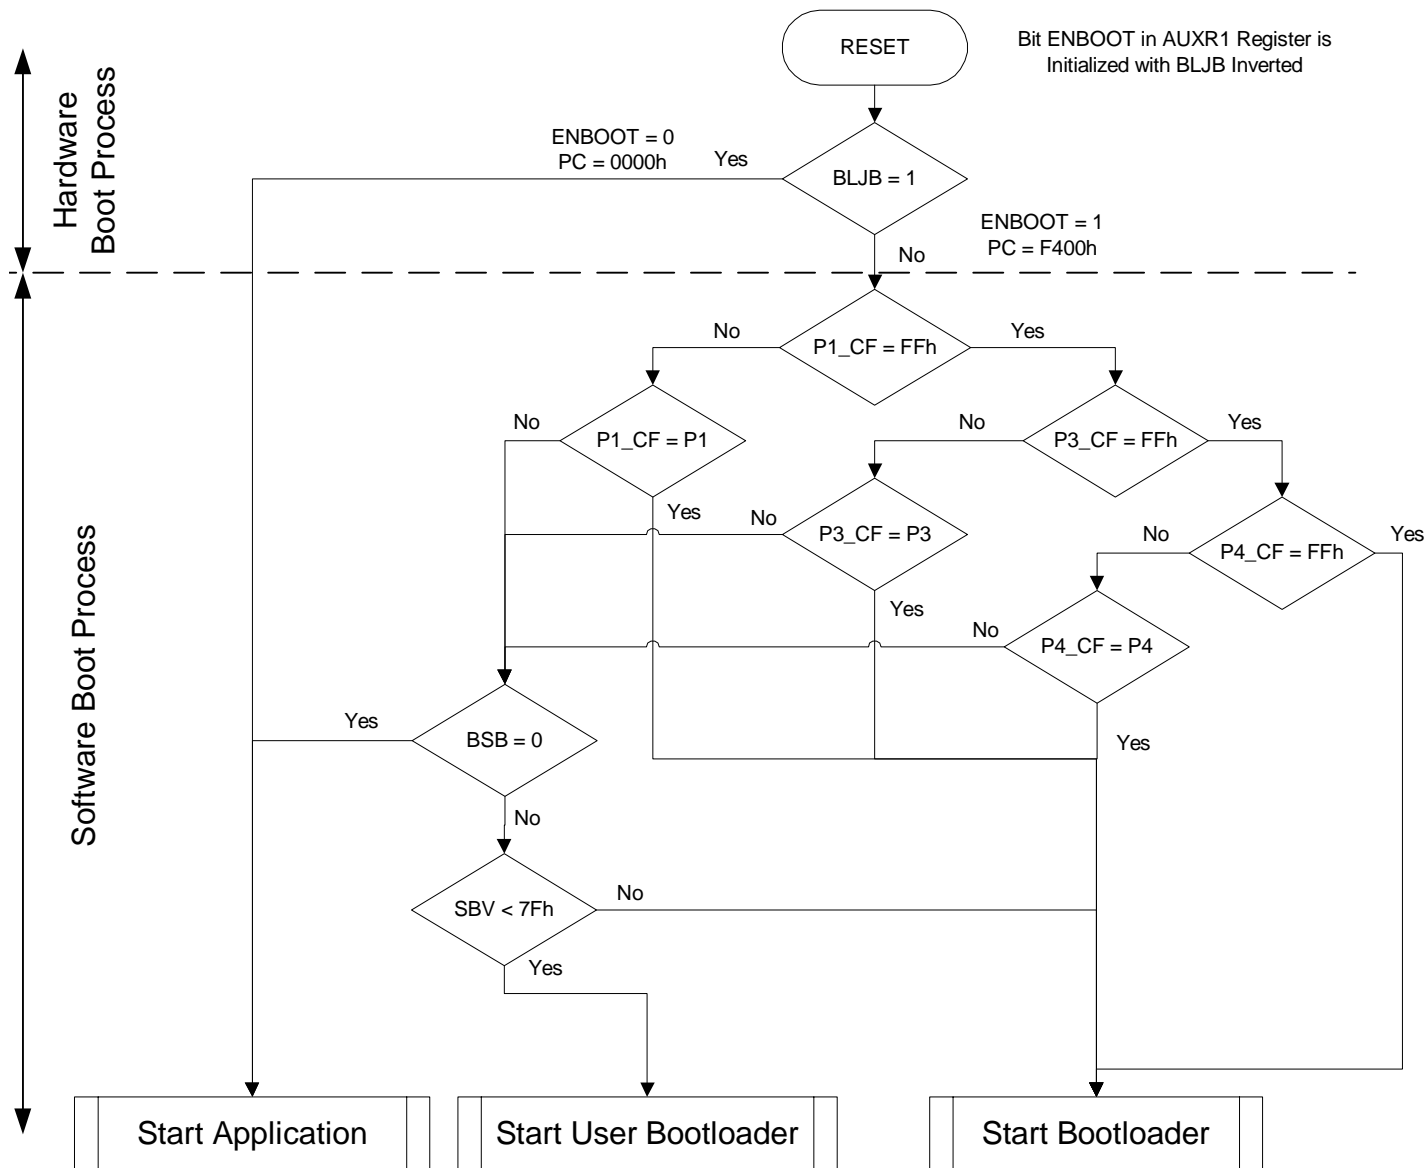 RESET
Bit ENBOOT in AUXR1 Register is
Initialized with BLJB Inverted
Hardware
Boot Process
ENBOOT = 0
PC = 0000h
Yes
BLJB = 1
ENBOOT = 1
PC = F400h
No
No
P1_CF = FFh
Yes
No
P1_CF = P1
Yes
No
P3_CF = FFh
Yes
No
P3_CF = P3
Yes
No
P4_CF = FFh
Yes
No
P4_CF = P4
Yes
Software Boot Process
Yes
BSB = 0
No
SBV < 7Fh
No
Yes
Start Application
Start User Bootloader
Start Bootloader